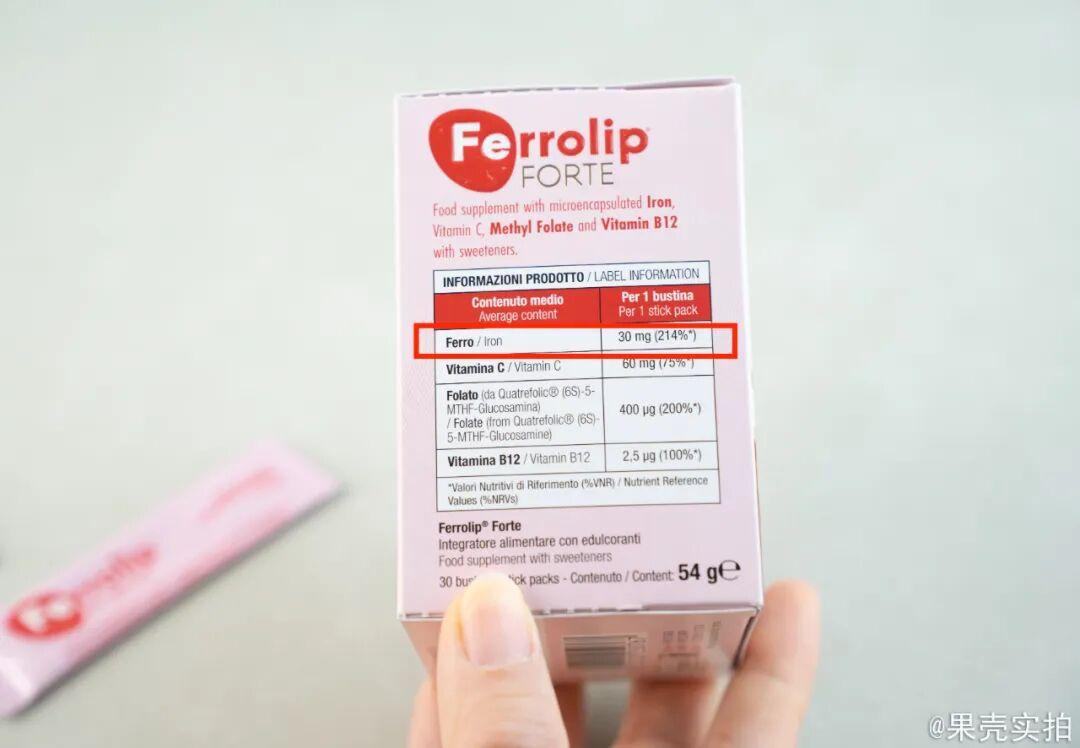 Ferrolip
FORTE
Food supplement with microencapsulated Iron,
Vitamin C, Methyl Folate and Vitamin B12
with sweeteners.
INFORMAZIONI PRODOTTO / LABEL INFORMATION
Contenuto medio Per 1 bustina
Average content Per 1 stick pack
Ferro / Iron 30 mg (214%*)
Vitamina C / Vitamin C 60 mg (75%*)
Folato (da Quatrefolic® (6S)-5-
MTHF-Glucosamina)
/ Folate (from Quatrefolic® (6S)-
5-MTHF-Glucosamine)
400 µg (200%*)
Vitamina B12 / Vitamin B12 2,5 µg (100%*)
*Valori Nutritivi di Riferimento (%VNR) / Nutrient Reference
Values (%NRVs)
Ferrolip® Forte
Integratore alimentare con edulcoranti
Food supplement with sweeteners
30 packs - Contenuto / Content: 54 g℮
Ferrolip
@果壳实拍